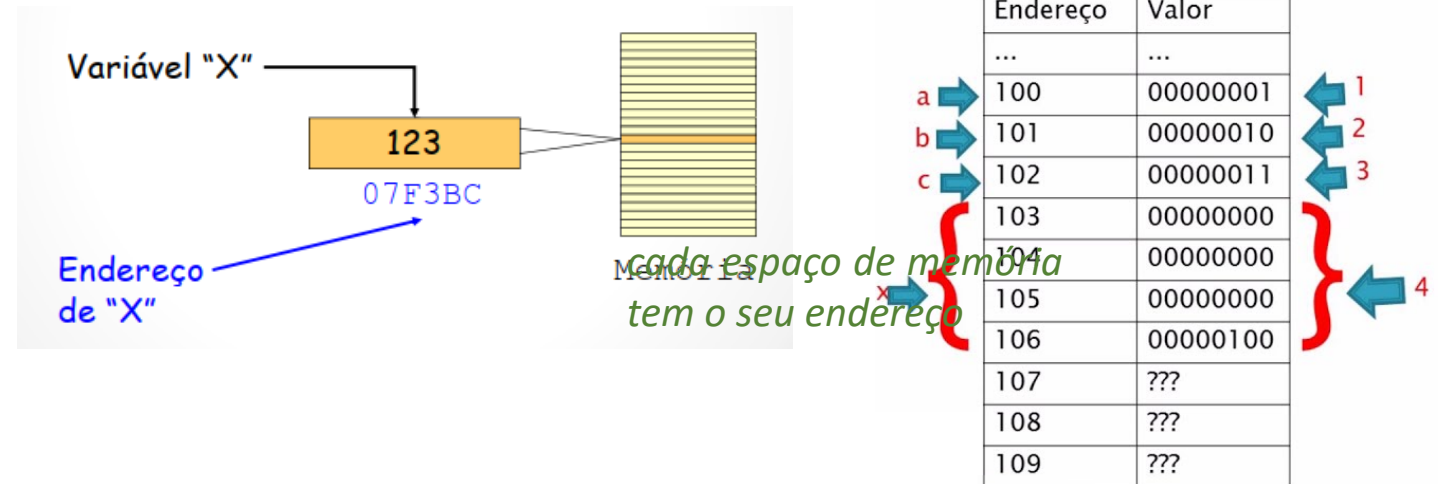 Variável “X”
123
07F3BC
Endereço
de “X”
Memória
cada espaço de memória
tem o seu endereço
Endereço Valor
... ...
a 100 00000001 1
b 101 00000010 2
c 102 00000011 3
103 00000000
104 00000000
x 105 00000000 4
106 00000100
107 ???
108 ???
109 ???